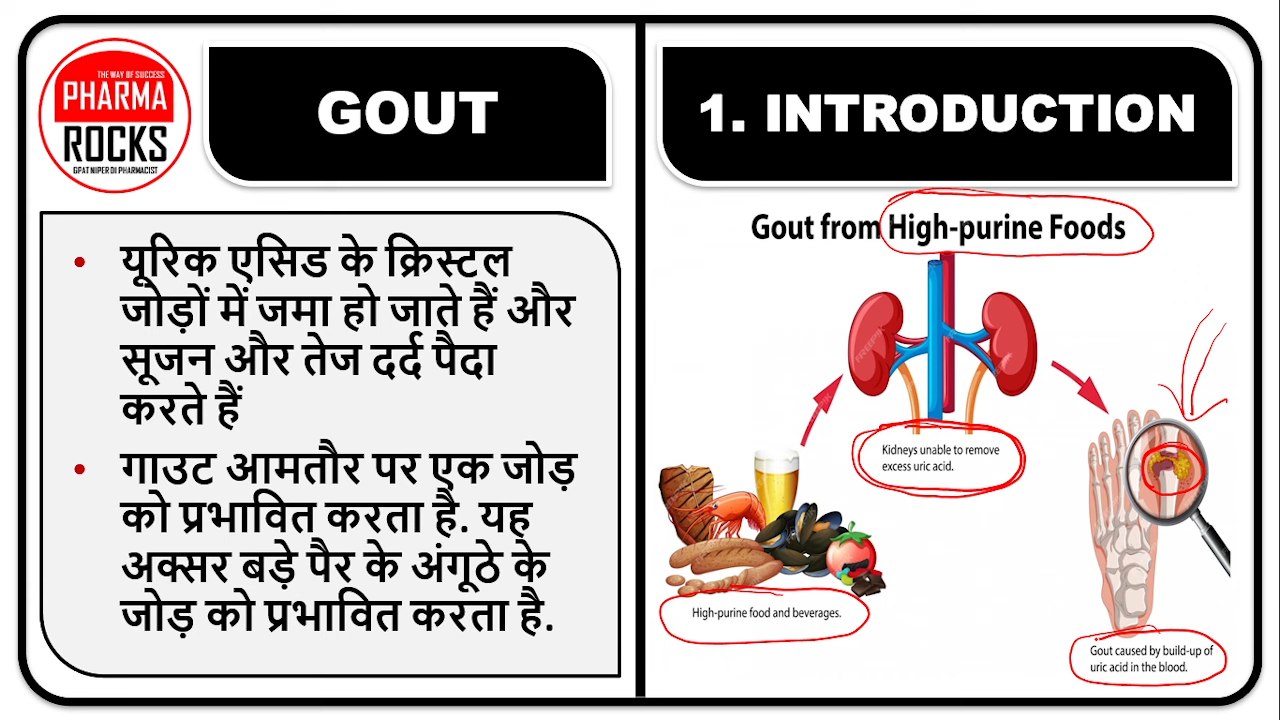 THE WAY OF SUCCESS
PHARMA
ROCKS
GPAT NIPER DI PHARMACIST
GOUT
• यूरिक एसिड के क्रिस्टल
जोड़ों में जमा हो जाते हैं और
सूजन और तेज दर्द पैदा
करते हैं
• गाउट आमतौर पर एक जोड़
को प्रभावित करता है. यह
अक्सर बड़े पैर के अंगूठे के
जोड़ को प्रभावित करता है.
1. INTRODUCTION
Gout from High-purine Foods
Kidneys unable to remove
excess uric acid.
High-purine food and beverages.
Gout caused by build-up of
uric acid in the blood.